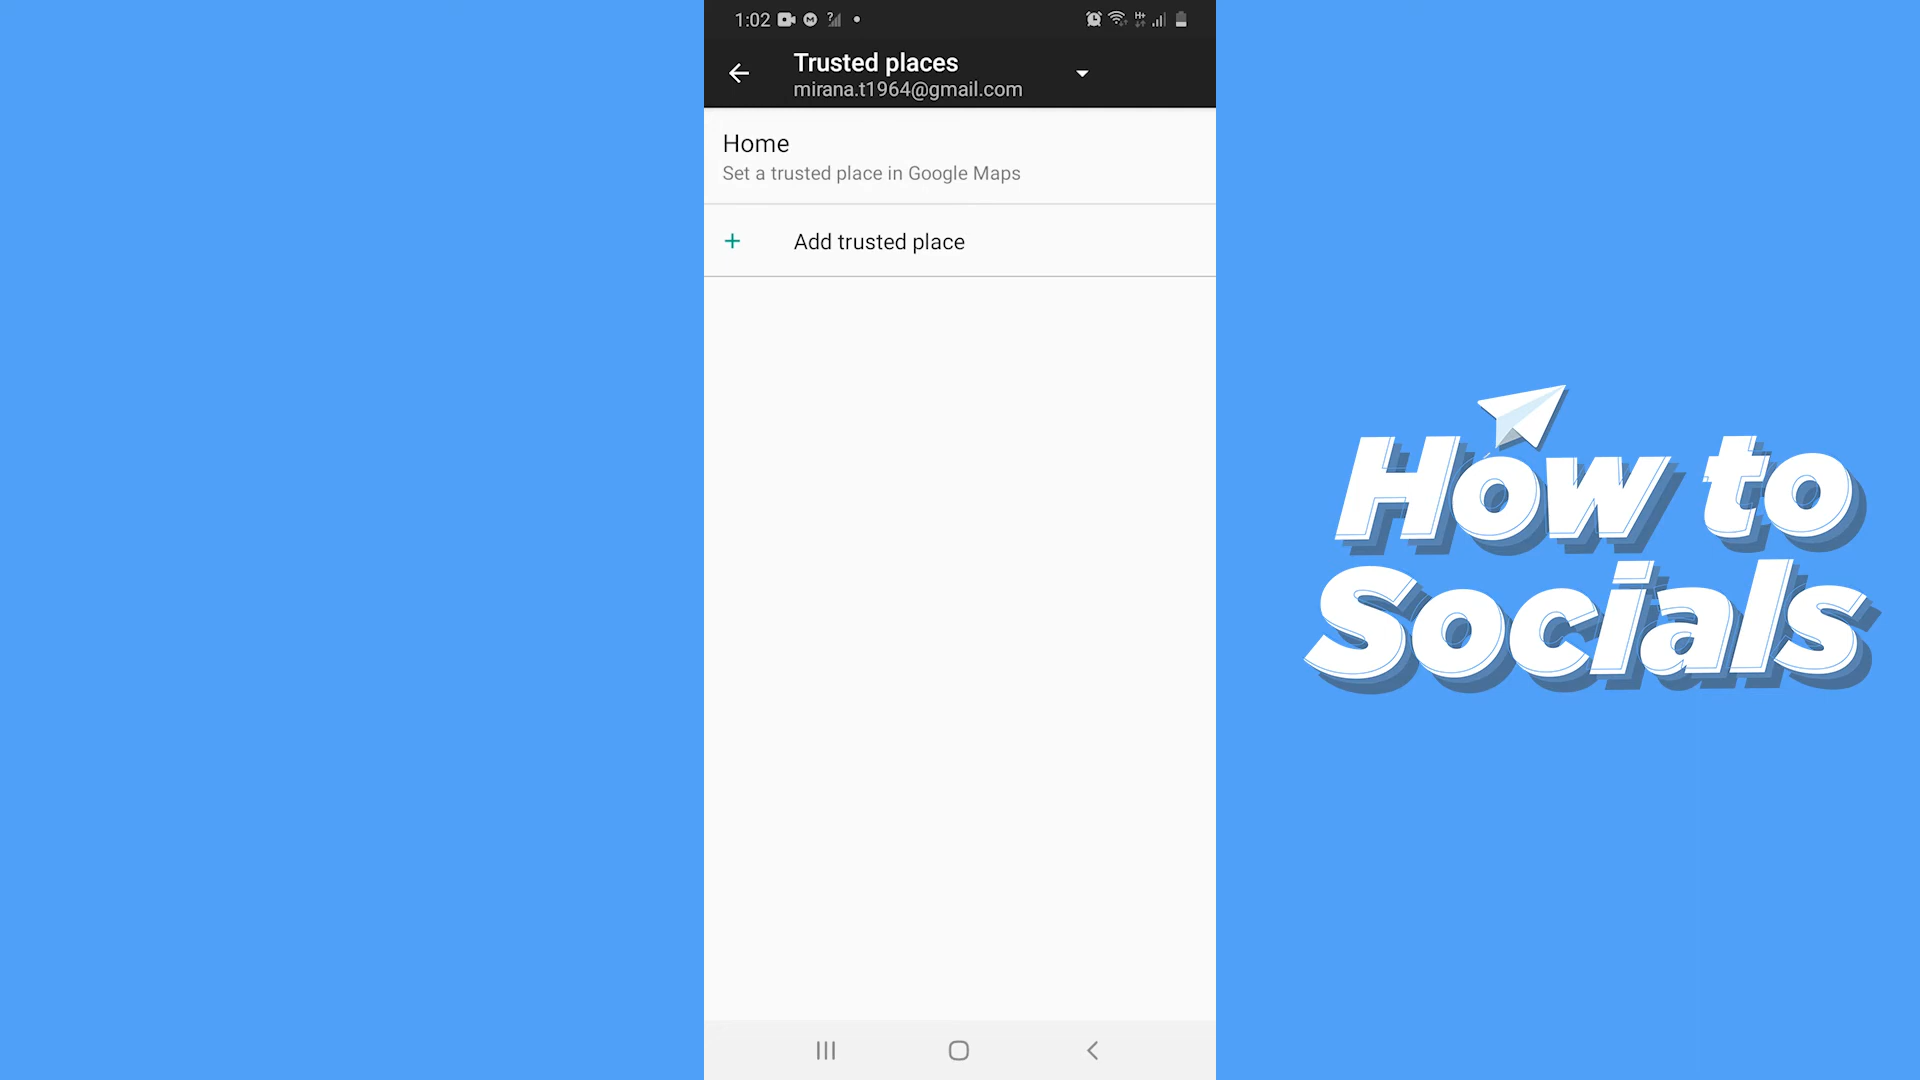 1:02
Trusted places
mirana.t1964@gmail.com
Home
Set a trusted place in Google Maps
+ Add trusted place
How to
Socials